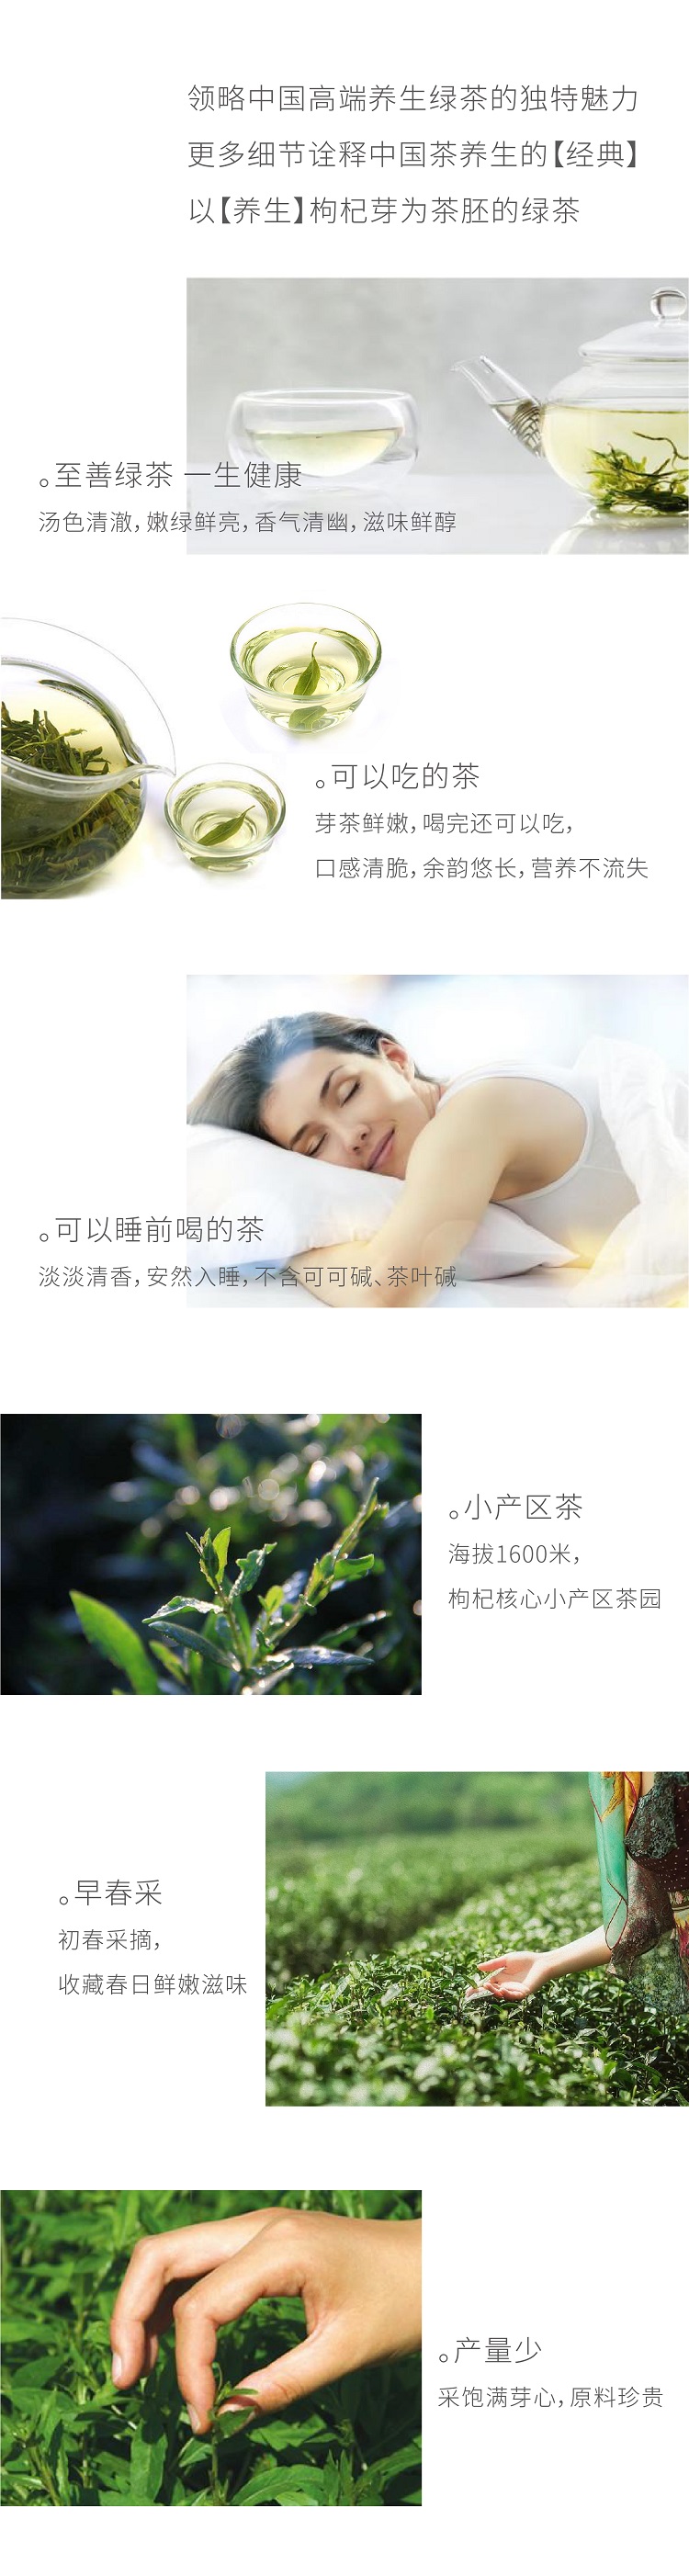 领略中国高端养生绿茶的独特魅力
更多细节诠释中国茶养生的【经典】
以【养生】枸杞芽为茶胚的绿茶
。至善绿茶 一生健康
汤色清澈，嫩绿鲜亮，香气清幽，滋味鲜醇
。可以吃的茶
芽茶鲜嫩，喝完还可以吃，
口感清脆，余韵悠长，营养不流失
。可以睡前喝的茶
淡淡清香，安然入睡，不含可可碱、茶叶碱
。小产区茶
海拔1600米，
枸杞核心小产区茶园
。早春采
初春采摘，
收藏春日鲜嫩滋味
。产量少
采饱满芽心，原料珍贵